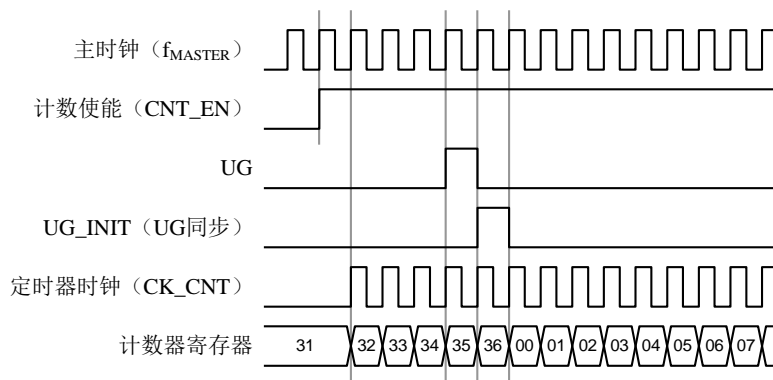 主时钟（fMASTER）
计数使能（CNT_EN）
UG
UG_INIT（UG同步）
定时器时钟（CK_CNT）
计数器寄存器 31 32 33 34 35 36 00 01 02 03 04 05 06 07